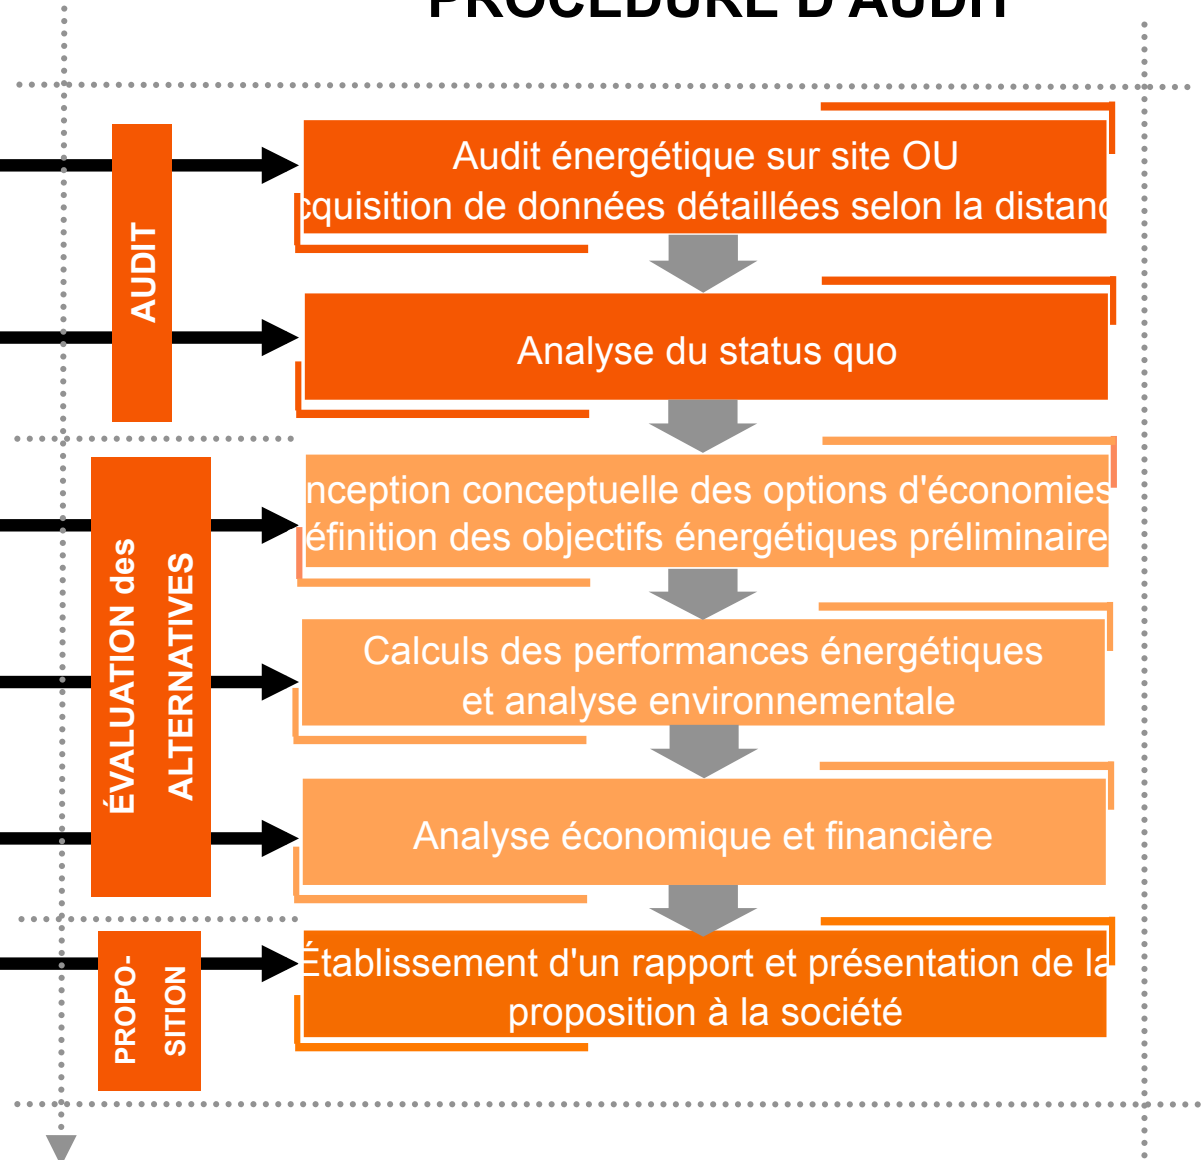 PROCÉDURE D'AUDIT
AUDIT
Audit énergétique sur site OU
cquisition de données détaillées selon la distanc
Analyse du status quo
ÉVALUATION des
ALTERNATIVES
nception conceptuelle des options d'économies
éfinition des objectifs énergétiques préliminaire
Calculs des performances énergétiques
et analyse environnementale
Analyse économique et financière
PROPO-
SITION
Établissement d'un rapport et présentation de la
proposition à la société